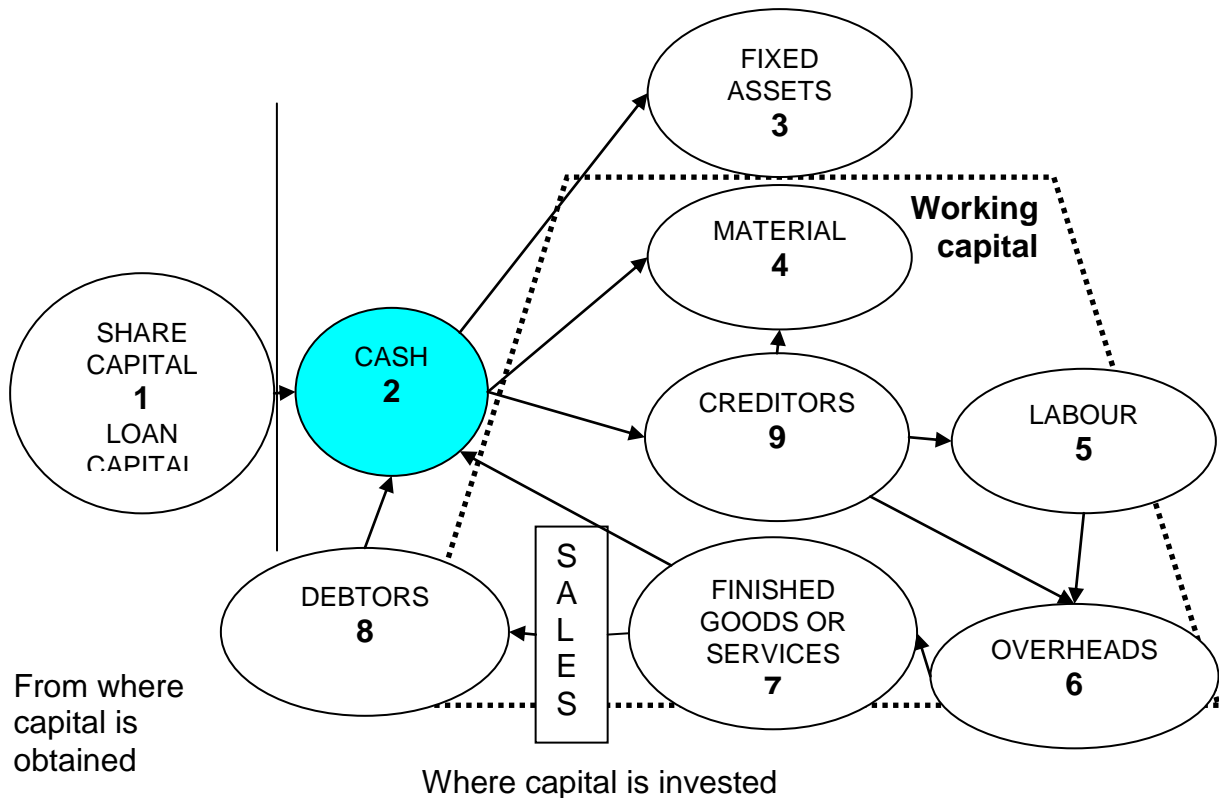 FIXED
ASSETS
3
Working
capital
MATERIAL
4
SHARE
CAPITAL
1
LOAN
CAPITAL
CASH
2
CREDITORS
9
LABOUR
5
DEBTORS
8
S
A
L
E
S
FINISHED
GOODS OR
SERVICES
7
OVERHEADS
6
From where
capital is
obtained
Where capital is invested